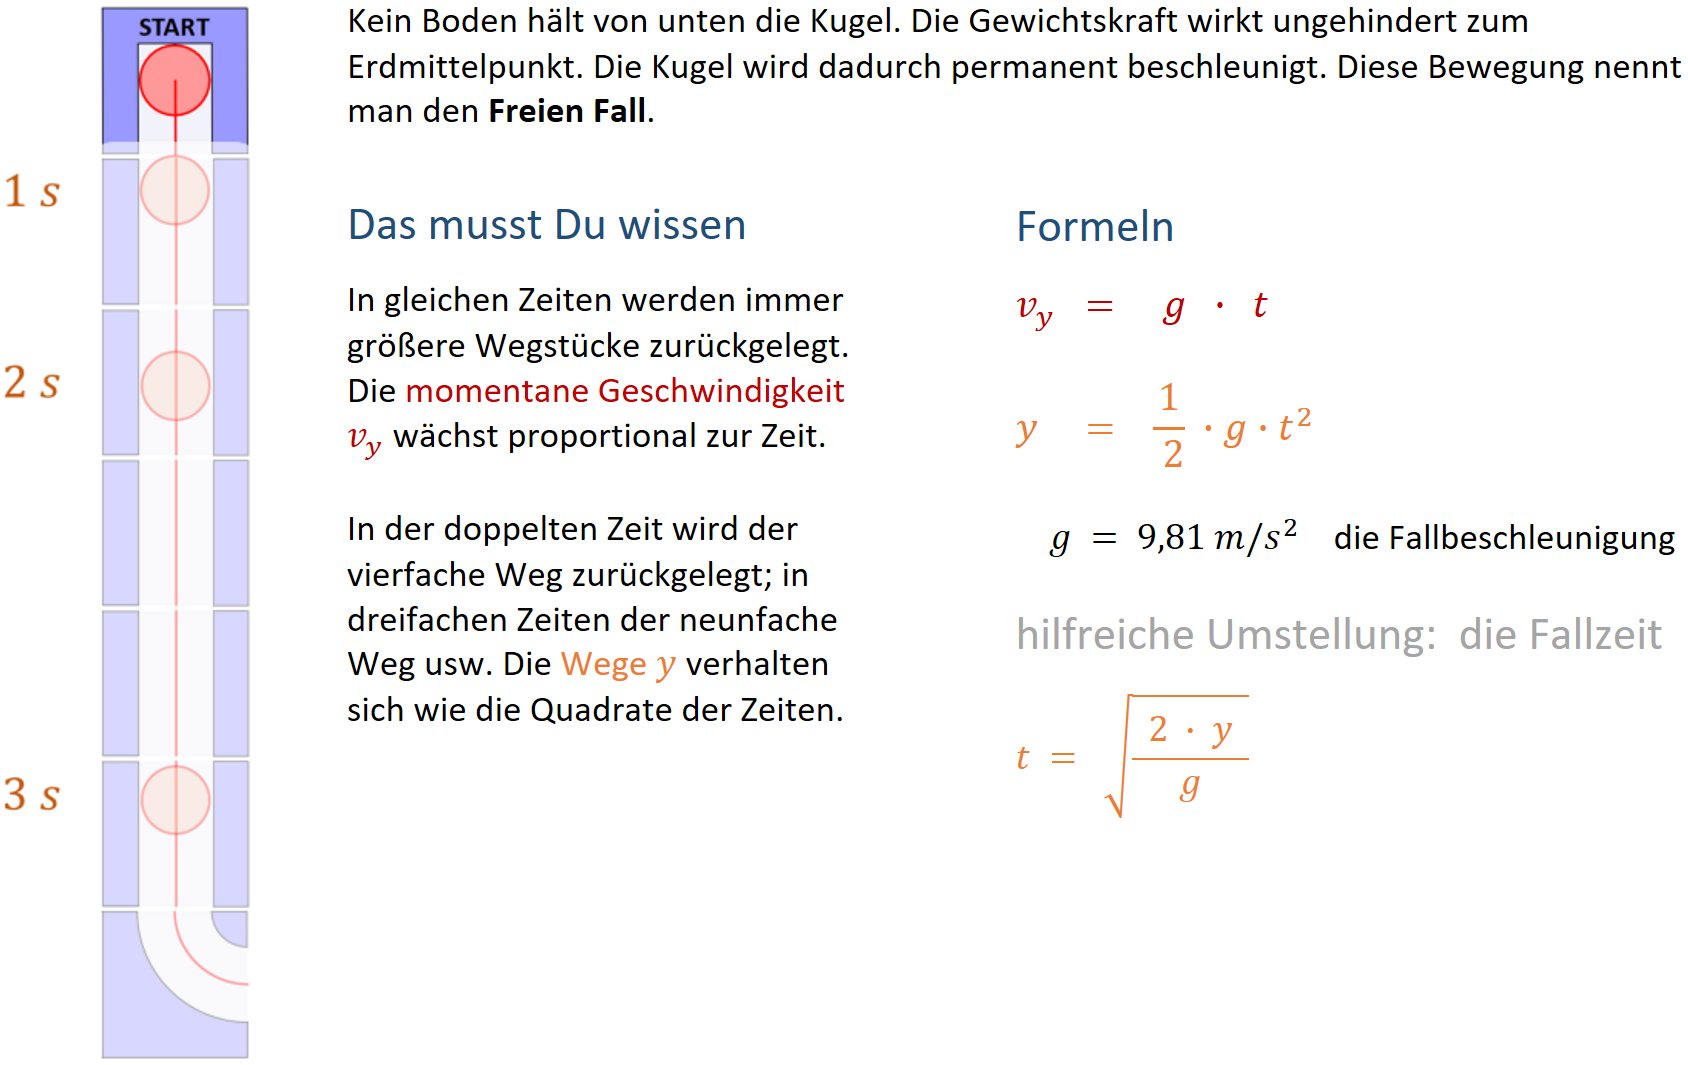 START
1 s
2 s
3 s
Kein Boden hält von unten die Kugel. Die Gewichtskraft wirkt ungehindert zum
Erdmittelpunkt. Die Kugel wird dadurch permanent beschleunigt. Diese Bewegung nennt
man den Freien Fall.
Das musst Du wissen
In gleichen Zeiten werden immer
größere Wegstücke zurückgelegt.
Die momentane Geschwindigkeit
v_y wächst proportional zur Zeit.
In der doppelten Zeit wird der
vierfache Weg zurückgelegt; in
dreifachen Zeiten der neunfache
Weg usw. Die Wege y verhalten
sich wie die Quadrate der Zeiten.
Formeln
v_y = g · t
y = 1/2 · g · t²
g = 9,81 m/s² die Fallbeschleunigung
hilfreiche Umstellung: die Fallzeit
t = √(2 · y / g)